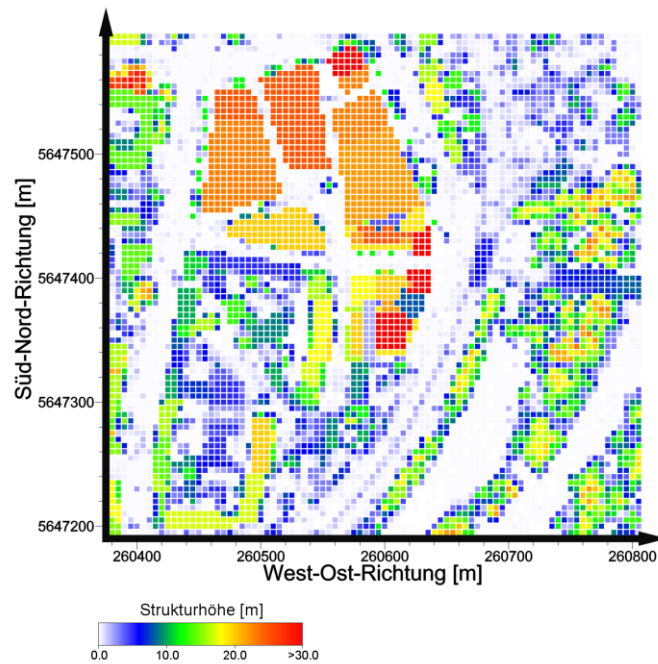 5647500
5647400
5647300
5647200
Süd-Nord-Richtung [m]
260400 260500 260600 260700 260800
West-Ost-Richtung [m]
Strukturhöhe [m]
0.0 10.0 20.0 >30.0